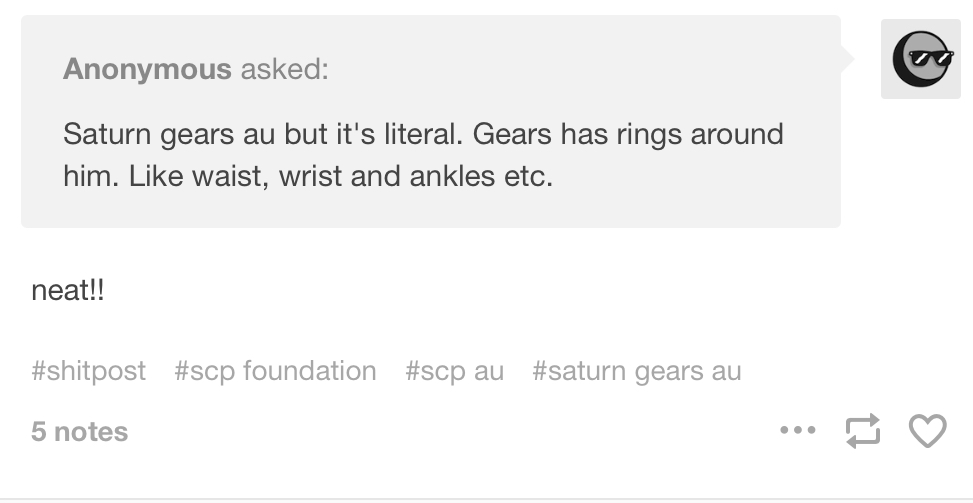 Anonymous asked:
Saturn gears au but it's literal. Gears has rings around
him. Like waist, wrist and ankles etc.
neat!!
#shitpost #scp foundation #scp au #saturn gears au
5 notes